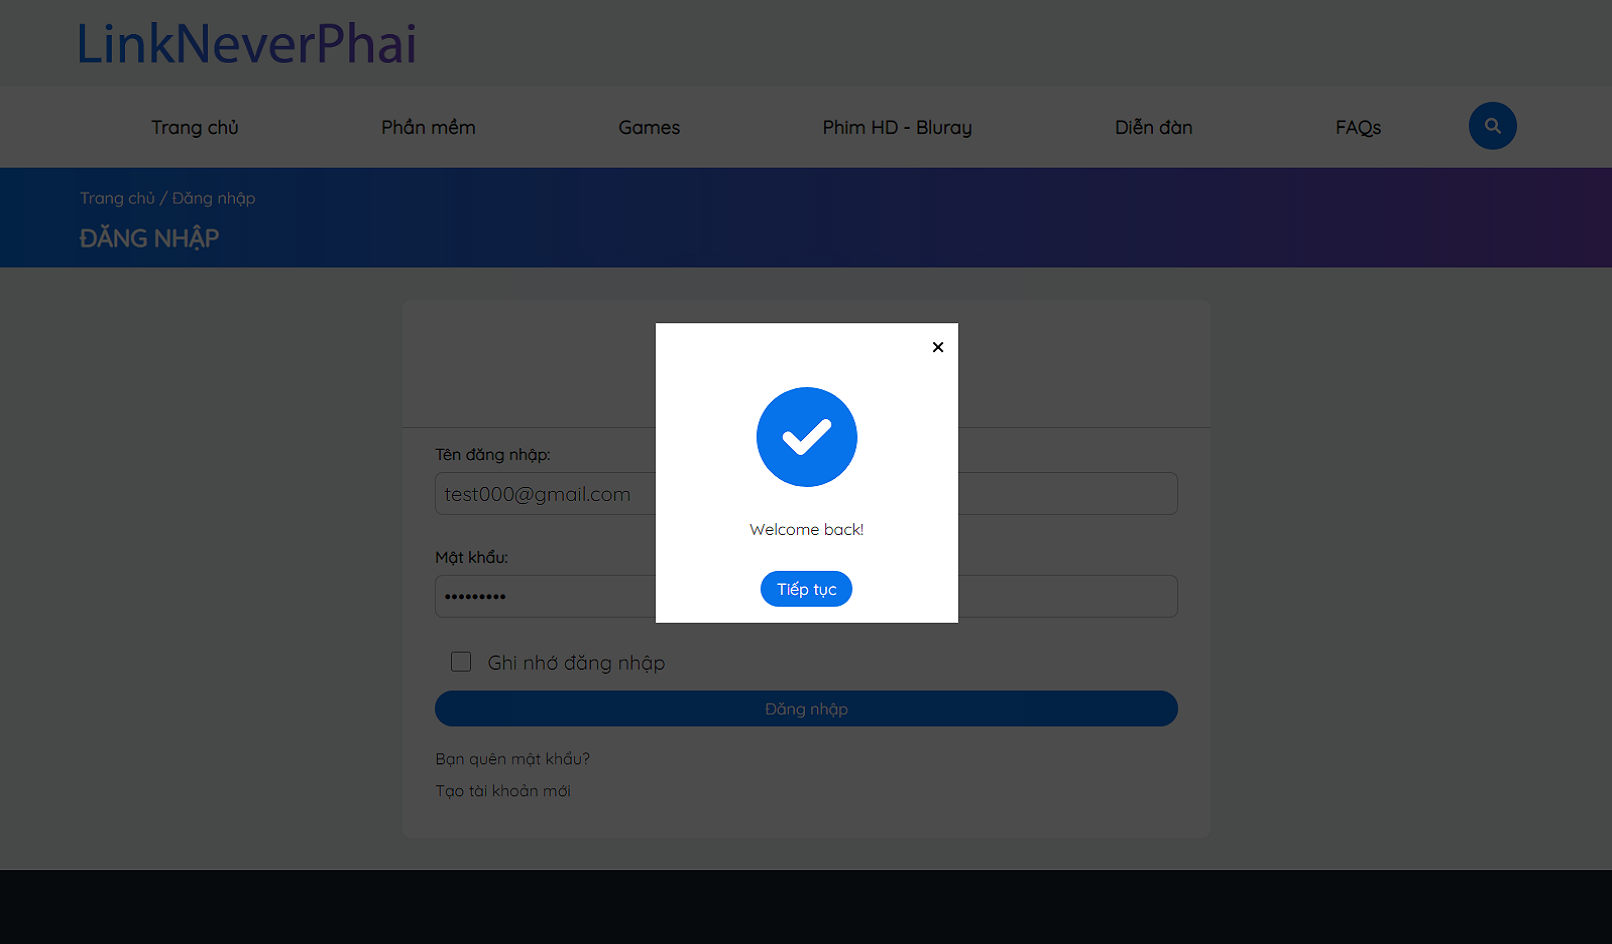 LinkNeverPhai
Trang chủ Phần mềm Games Phim HD - Bluray Diễn đàn FAQs
Trang chủ / Đăng nhập
ĐĂNG NHẬP
Tên đăng nhập:
test000@gmail.com
Welcome back!
Mật khẩu:
Tiếp tục
Ghi nhớ đăng nhập
Đăng nhập
Bạn quên mật khẩu?
Tạo tài khoản mới